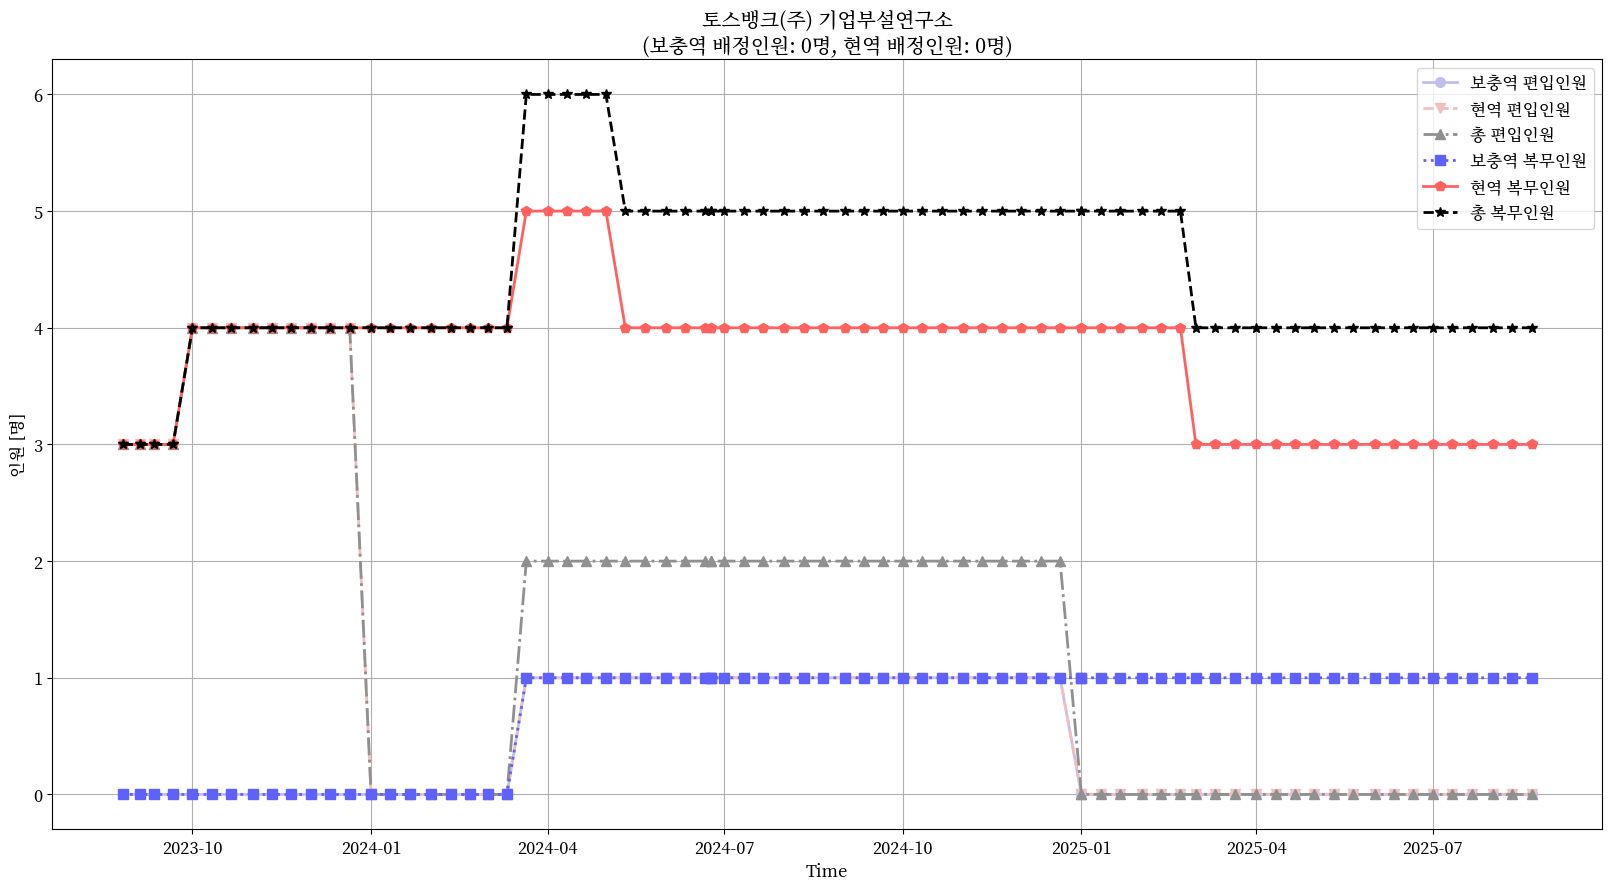 토스뱅크(주) 기업부설연구소
(보충역 배정인원: 0명, 현역 배정인원: 0명)
보충역 편입인원
현역 편입인원
총 편입인원
보충역 복무인원
현역 복무인원
총 복무인원
인원 [명]
6
5
4
3
2
1
0
2023-10
2024-01
2024-04
2024-07
2024-10
2025-01
2025-04
2025-07
Time